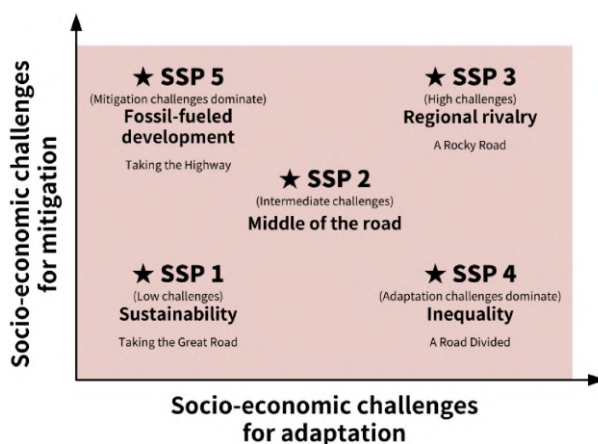 Socio-economic challenges
for mitigation
★ SSP 5
(Mitigation challenges dominate)
Fossil-fueled
development
Taking the Highway
★ SSP 3
(High challenges)
Regional rivalry
A Rocky Road
★ SSP 2
(Intermediate challenges)
Middle of the road
★ SSP 1
(Low challenges)
Sustainability
Taking the Great Road
★ SSP 4
(Adaptation challenges dominate)
Inequality
A Road Divided
Socio-economic challenges
for adaptation